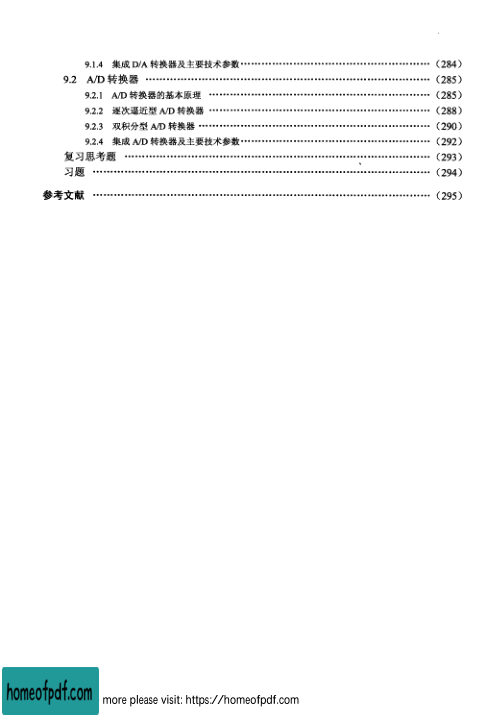 9.1.4 集成 D/A 转换器及主要技术参数……………………………………………（284）
9.2 A/D 转换器 ……………………………………………………………………（285）
9.2.1 A/D 转换器的基本原理 ……………………………………………………（285）
9.2.2 逐次逼近型 A/D 转换器 ……………………………………………………（288）
9.2.3 双积分型 A/D 转换器 ………………………………………………………（290）
9.2.4 集成 A/D 转换器及主要技术参数……………………………………………（292）
复习思考题 …………………………………………………………………………（293）
习题 …………………………………………………………………………………（294）
参考文献 ……………………………………………………………………………（295）
homeofpdf.com more please visit: https://homeofpdf.com